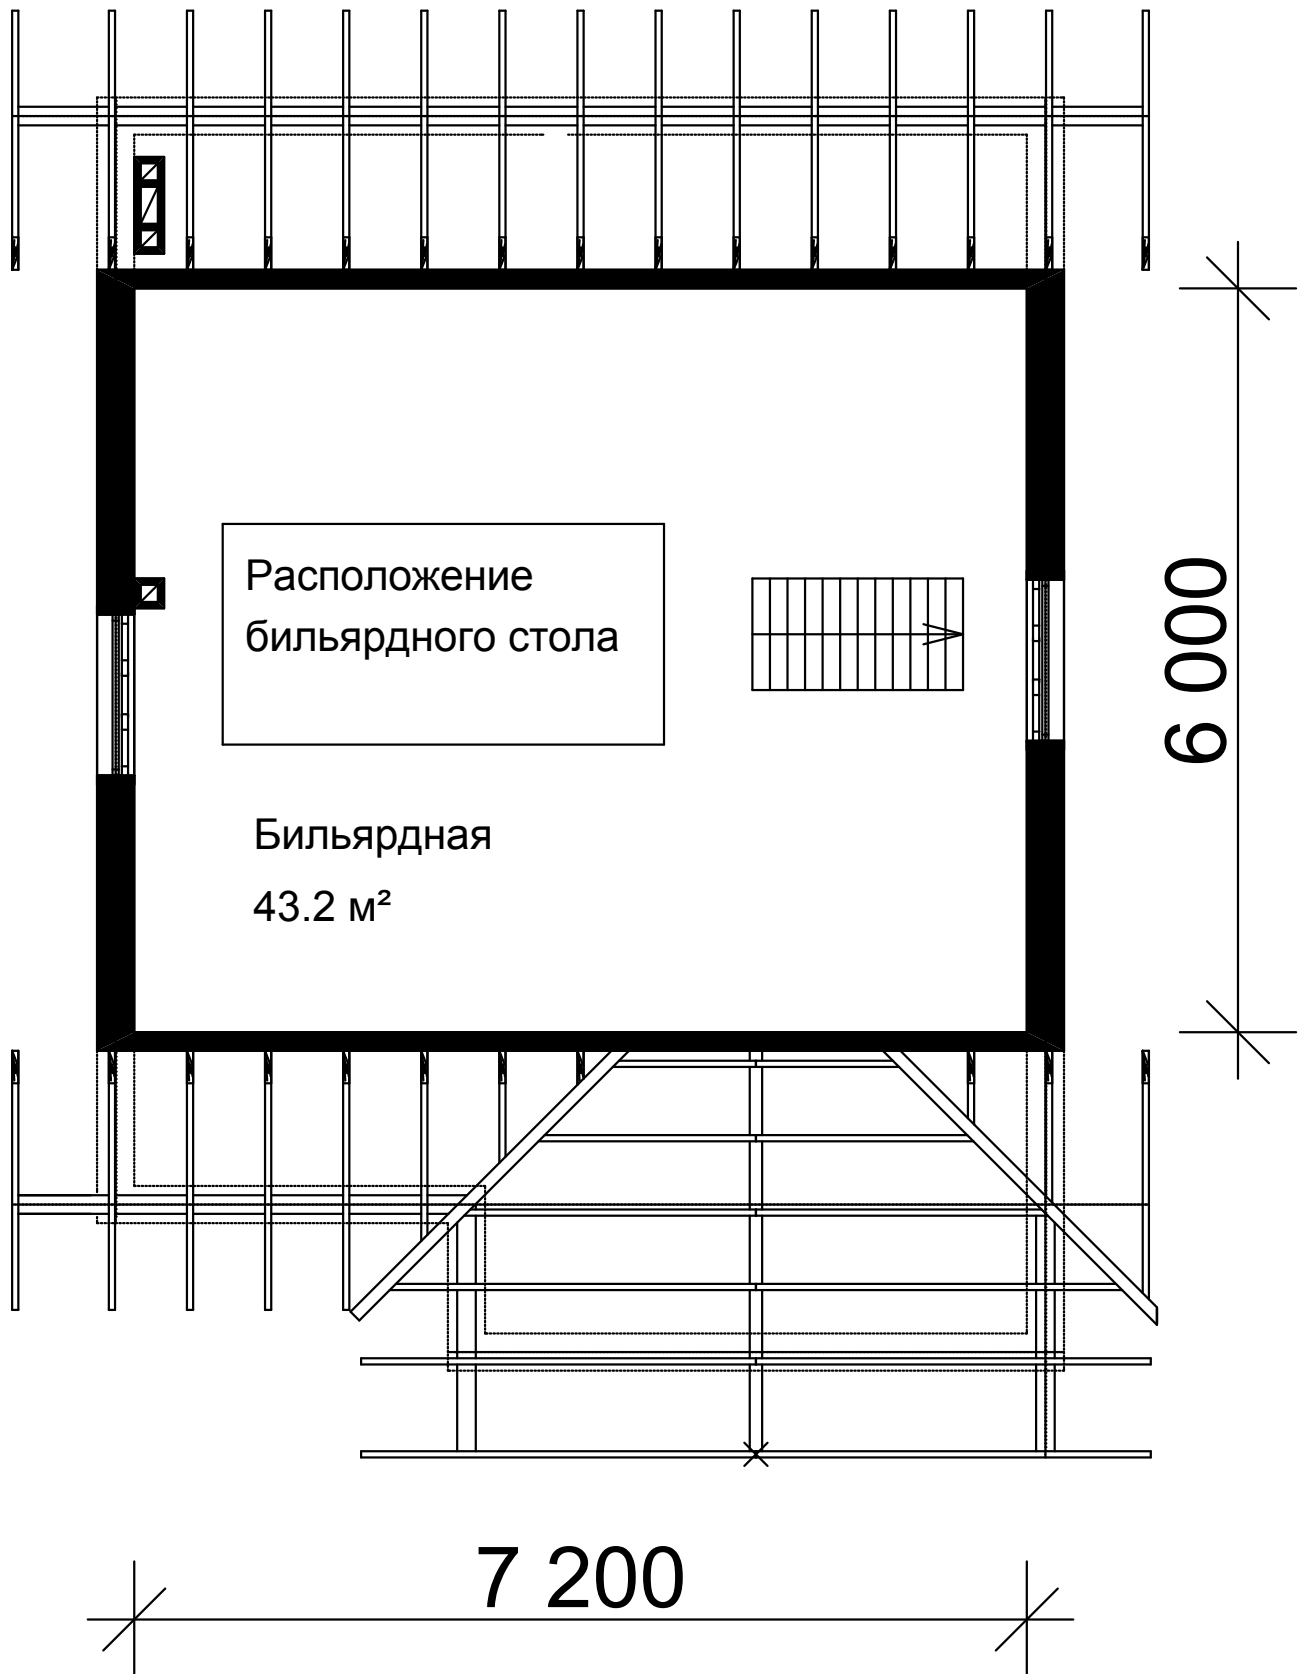 Расположение
бильярдного стола
6 000
Бильярдная
43.2 м²
7 200